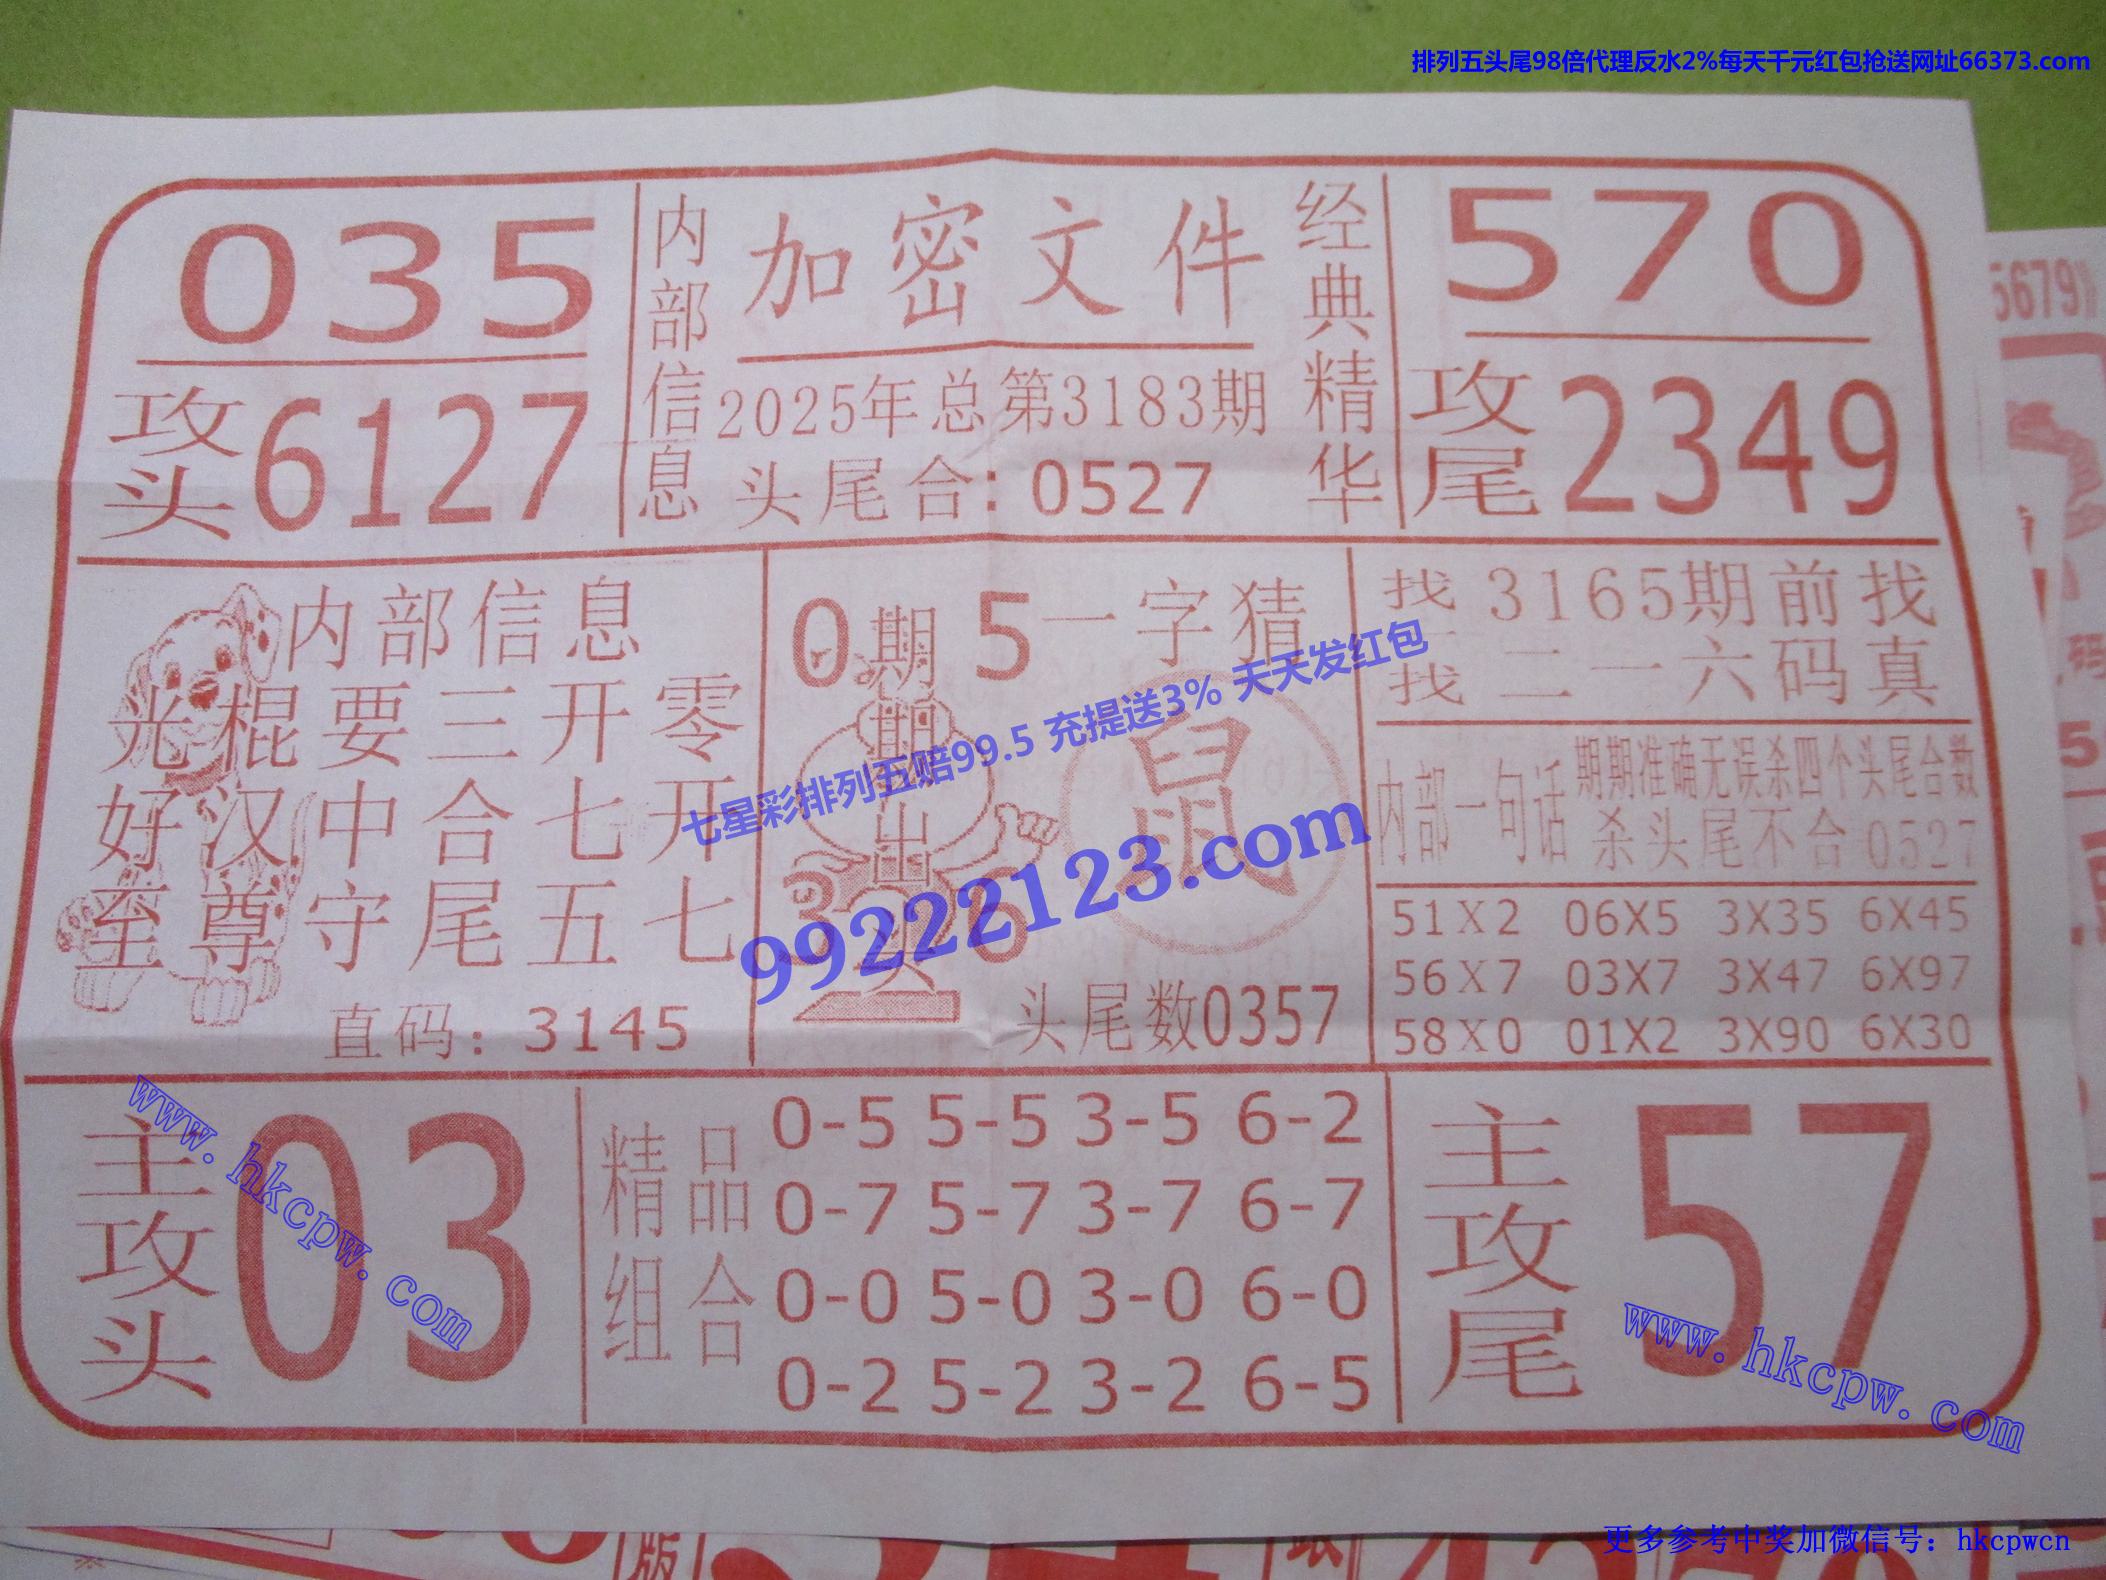 排列五头尾98倍代理反水2%每天千元红包抢送网址66373.com
035
攻头6127
内部信息
加密文件
2025年总第3183期
头尾合:0527
经典精华
570
攻尾2349
5679
内部信息
光棍要三开零
好汉中合七开
至尊守尾五七
直码:3145
0期5一字猜
期
出
3头6
鼠
头尾数0357
找3165期前找
找二一六码真
内部一句话
期期准确无误杀四个头尾合数
杀头尾不合0527
51X2 06X5 3X35 6X45
56X7 03X7 3X47 6X97
58X0 01X2 3X90 6X30
七星彩排列五赔99.5 充提送3% 天天发红包
99222123.com
主攻头03
精品组合
0-5 5-5 3-5 6-2
0-7 5-7 3-7 6-7
0-0 5-0 3-0 6-0
0-2 5-2 3-2 6-5
主攻尾57
www.hkcpw.com
www.hkcpw.com
更多参考中奖加微信号:hkcpwcn